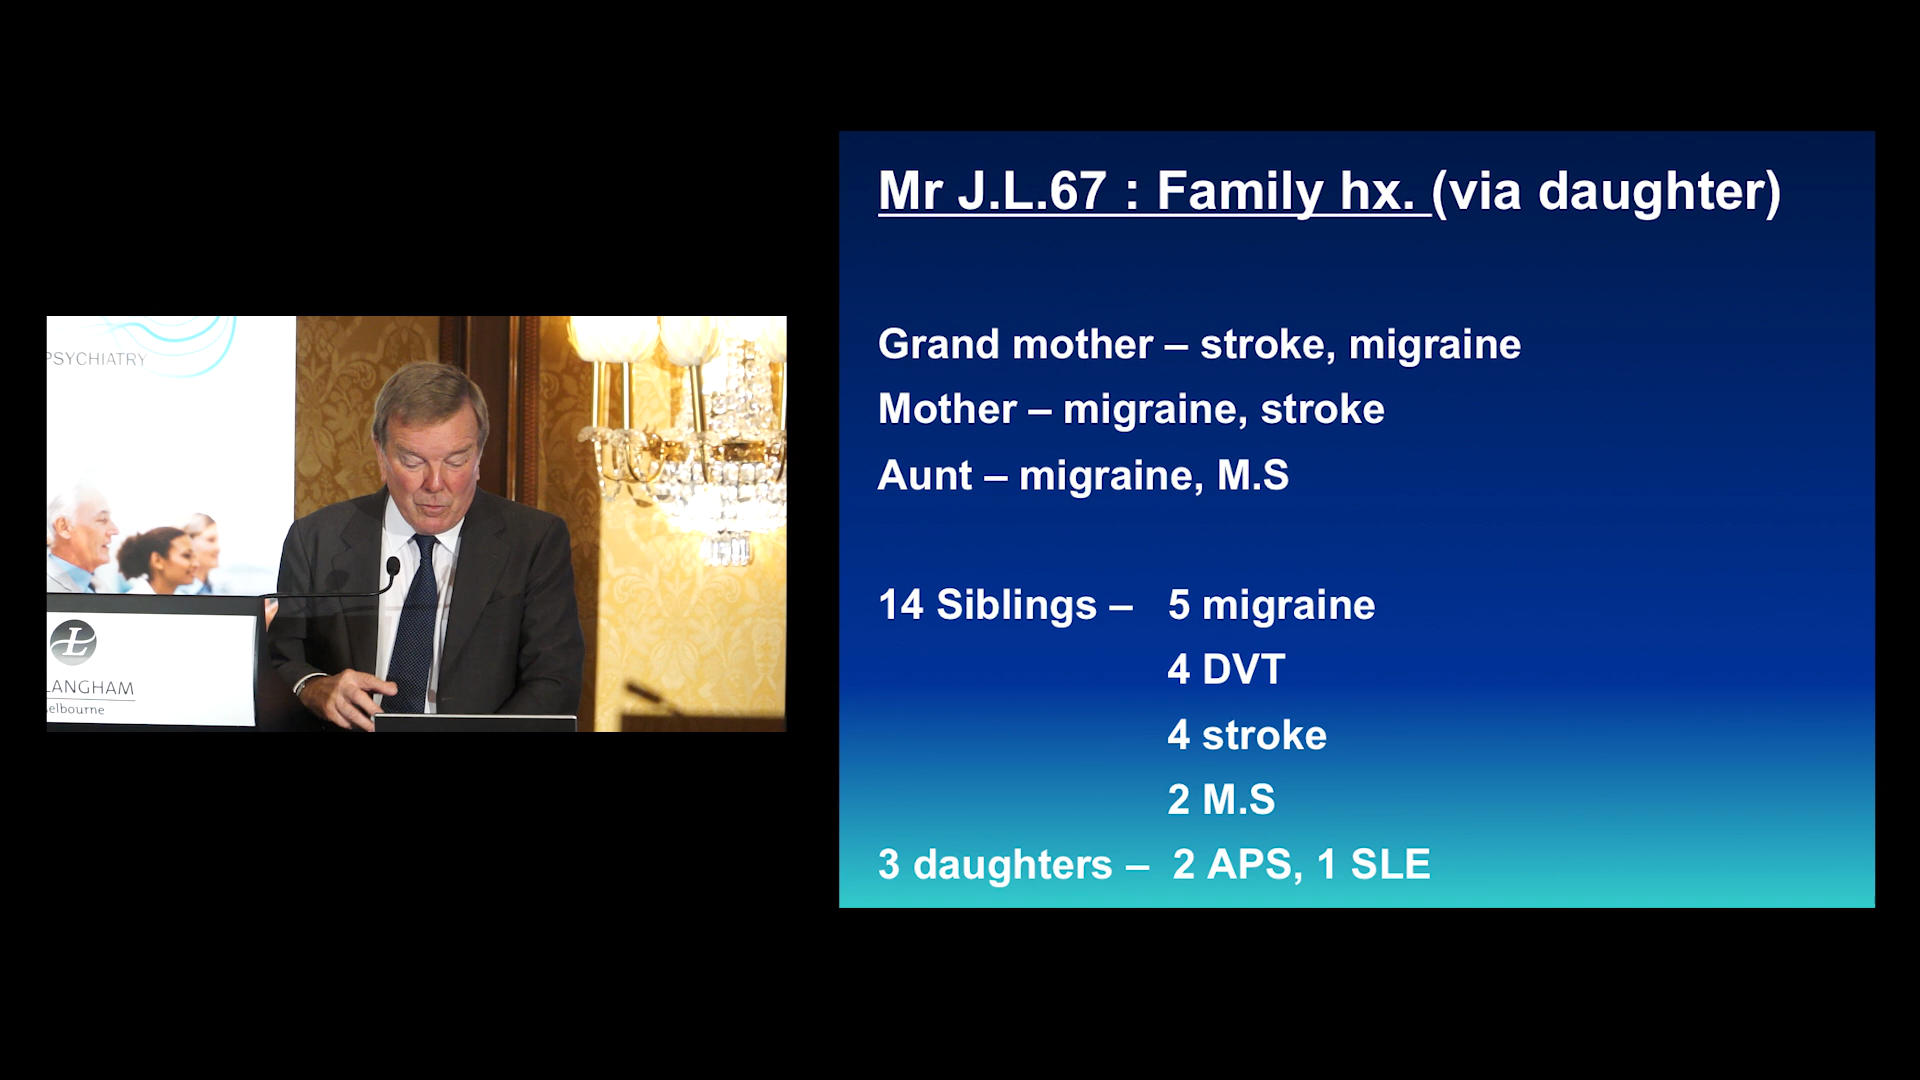 Mr J.L.67 : Family hx. (via daughter)
Grand mother – stroke, migraine
Mother – migraine, stroke
Aunt – migraine, M.S
14 Siblings – 5 migraine
4 DVT
4 stroke
2 M.S
3 daughters – 2 APS, 1 SLE
PSYCHIATRY
L
LANGHAM
elbourne